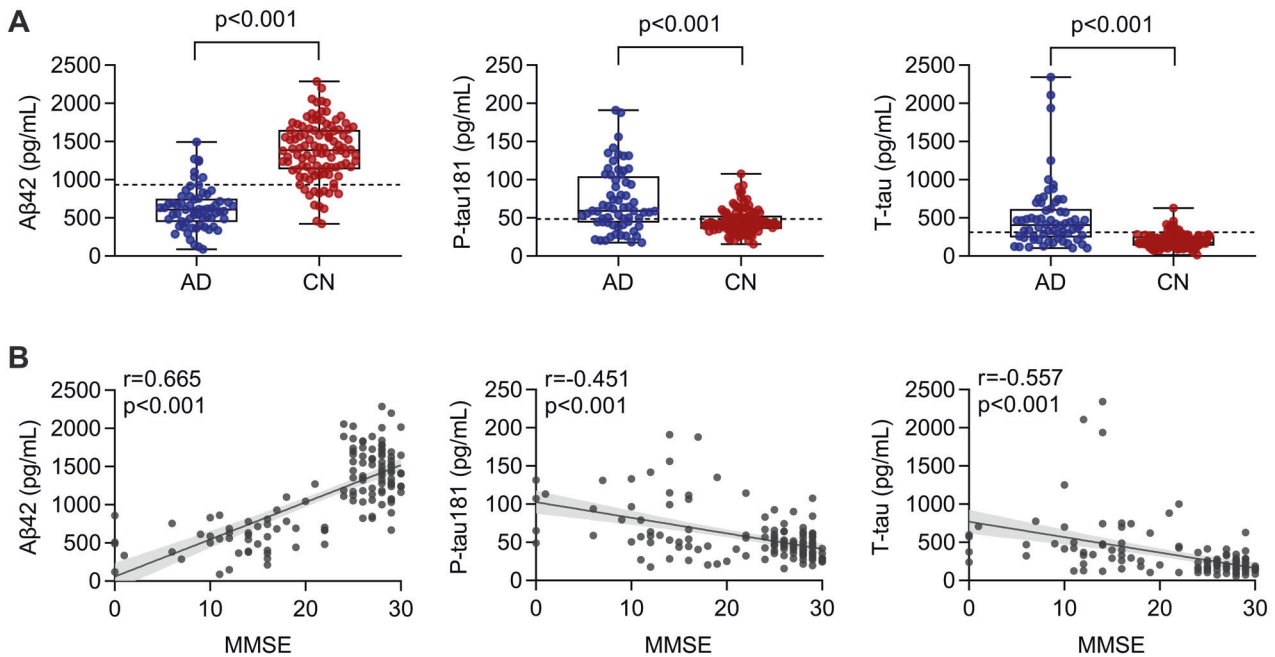 A
p<0.001
p<0.001
p<0.001
Aβ42 (pg/mL)
2500
2000
1500
1000
500
0
AD
CN
P-tau181 (pg/mL)
250
200
150
100
50
0
AD
CN
T-tau (pg/mL)
2500
2000
1500
1000
500
0
AD
CN
B
r=0.665
p<0.001
Aβ42 (pg/mL)
2500
2000
1500
1000
500
0
0
10
20
30
MMSE
r=-0.451
p<0.001
P-tau181 (pg/mL)
250
200
150
100
50
0
0
10
20
30
MMSE
r=-0.557
p<0.001
T-tau (pg/mL)
2500
2000
1500
1000
500
0
0
10
20
30
MMSE